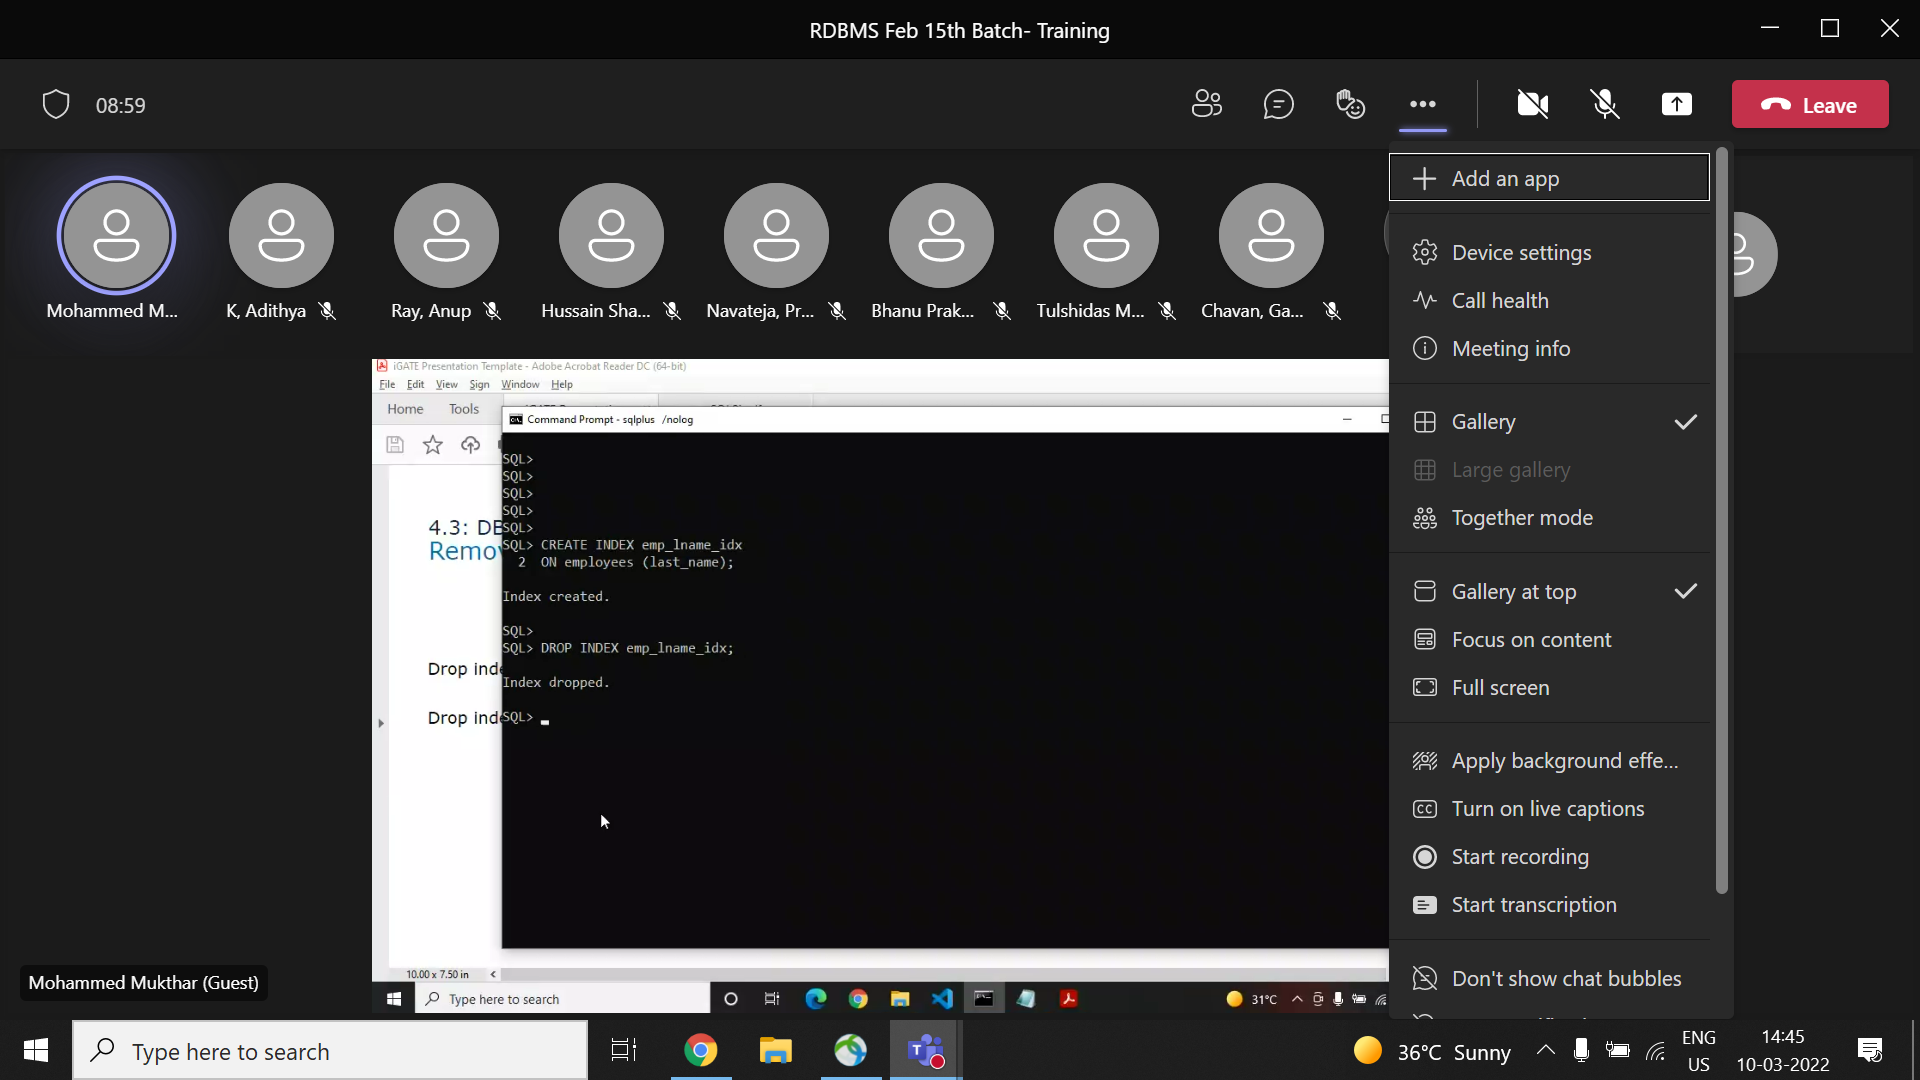 RDBMS Feb 15th Batch- Training
08:59
Leave
Mohammed M...
K, Adithya
Ray, Anup
Hussain Sha...
Navateja, Pr...
Bhanu Prak...
Tulshidas M...
Chavan, Ga...
Add an app
Device settings
Call health
Meeting info
Gallery
Large gallery
Together mode
Gallery at top
Focus on content
Full screen
Apply background effe...
CC Turn on live captions
Start recording
Start transcription
Don't show chat bubbles
iGATE Presentation Template - Adobe Acrobat Reader DC (64-bit)
File Edit View Sign Window Help
Home Tools
Command Prompt - sqlplus /nolog
4.3: DB
Remov
Drop inde
Drop inde
SQL>
SQL>
SQL>
SQL>
SQL>
SQL> CREATE INDEX emp_lname_idx
2 ON employees (last_name);
Index created.
SQL>
SQL> DROP INDEX emp_lname_idx;
Index dropped.
SQL>
10.00 x 7.50 in
Type here to search
31°C
Mohammed Mukthar (Guest)
Type here to search
36°C Sunny
ENG
US
14:45
10-03-2022